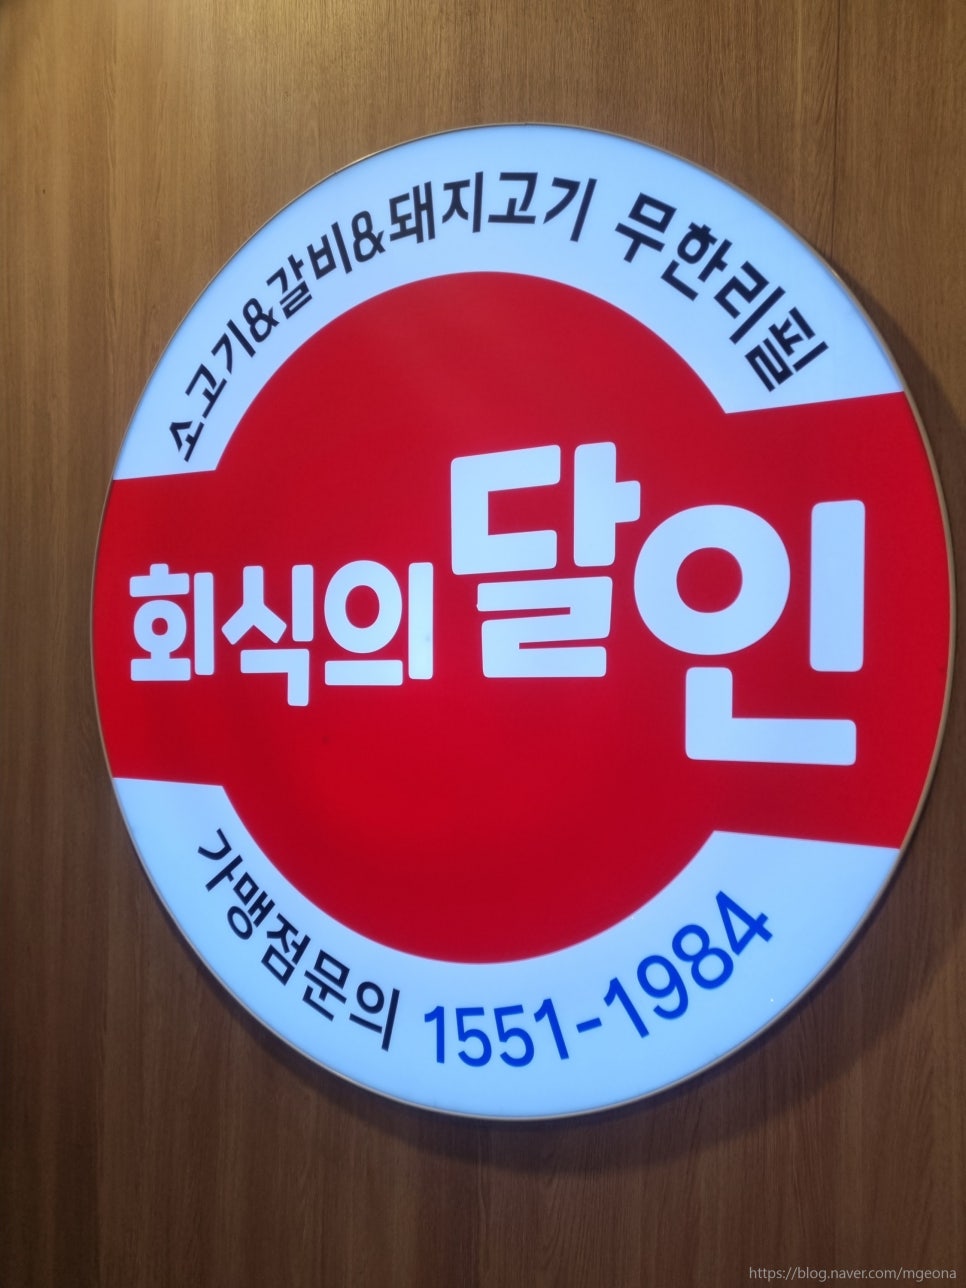 소고기&갈비&돼지고기 무한리필
회식의달인
가맹점문의 1551-1984
https://blog.naver.com/mgeona